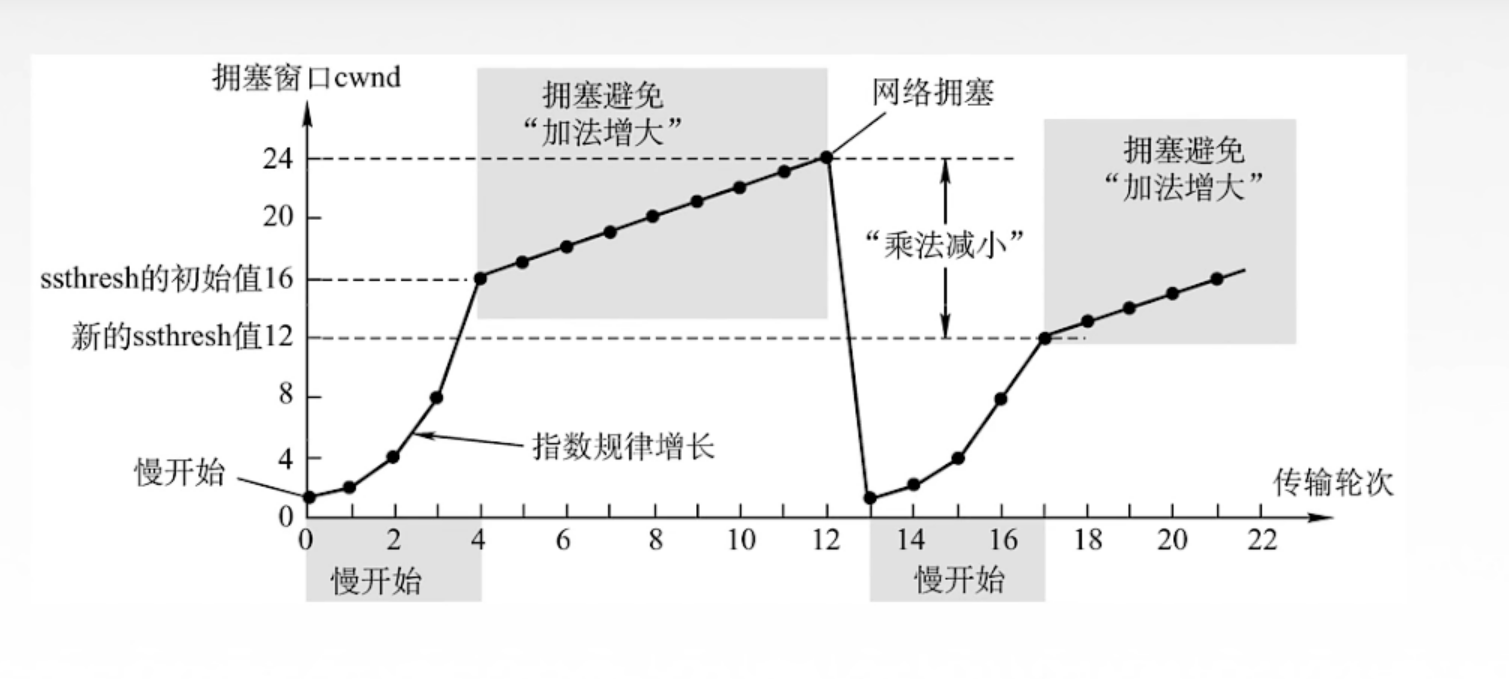 拥塞窗口cwnd
拥塞避免
“加法增大”
网络拥塞
拥塞避免
“加法增大”
24
20
“乘法减小”
ssthresh的初始值16
新的ssthresh值12
8
4
指数规律增长
慢开始
传输轮次
0
0 2 4 6 8 10 12 14 16 18 20 22
慢开始
慢开始